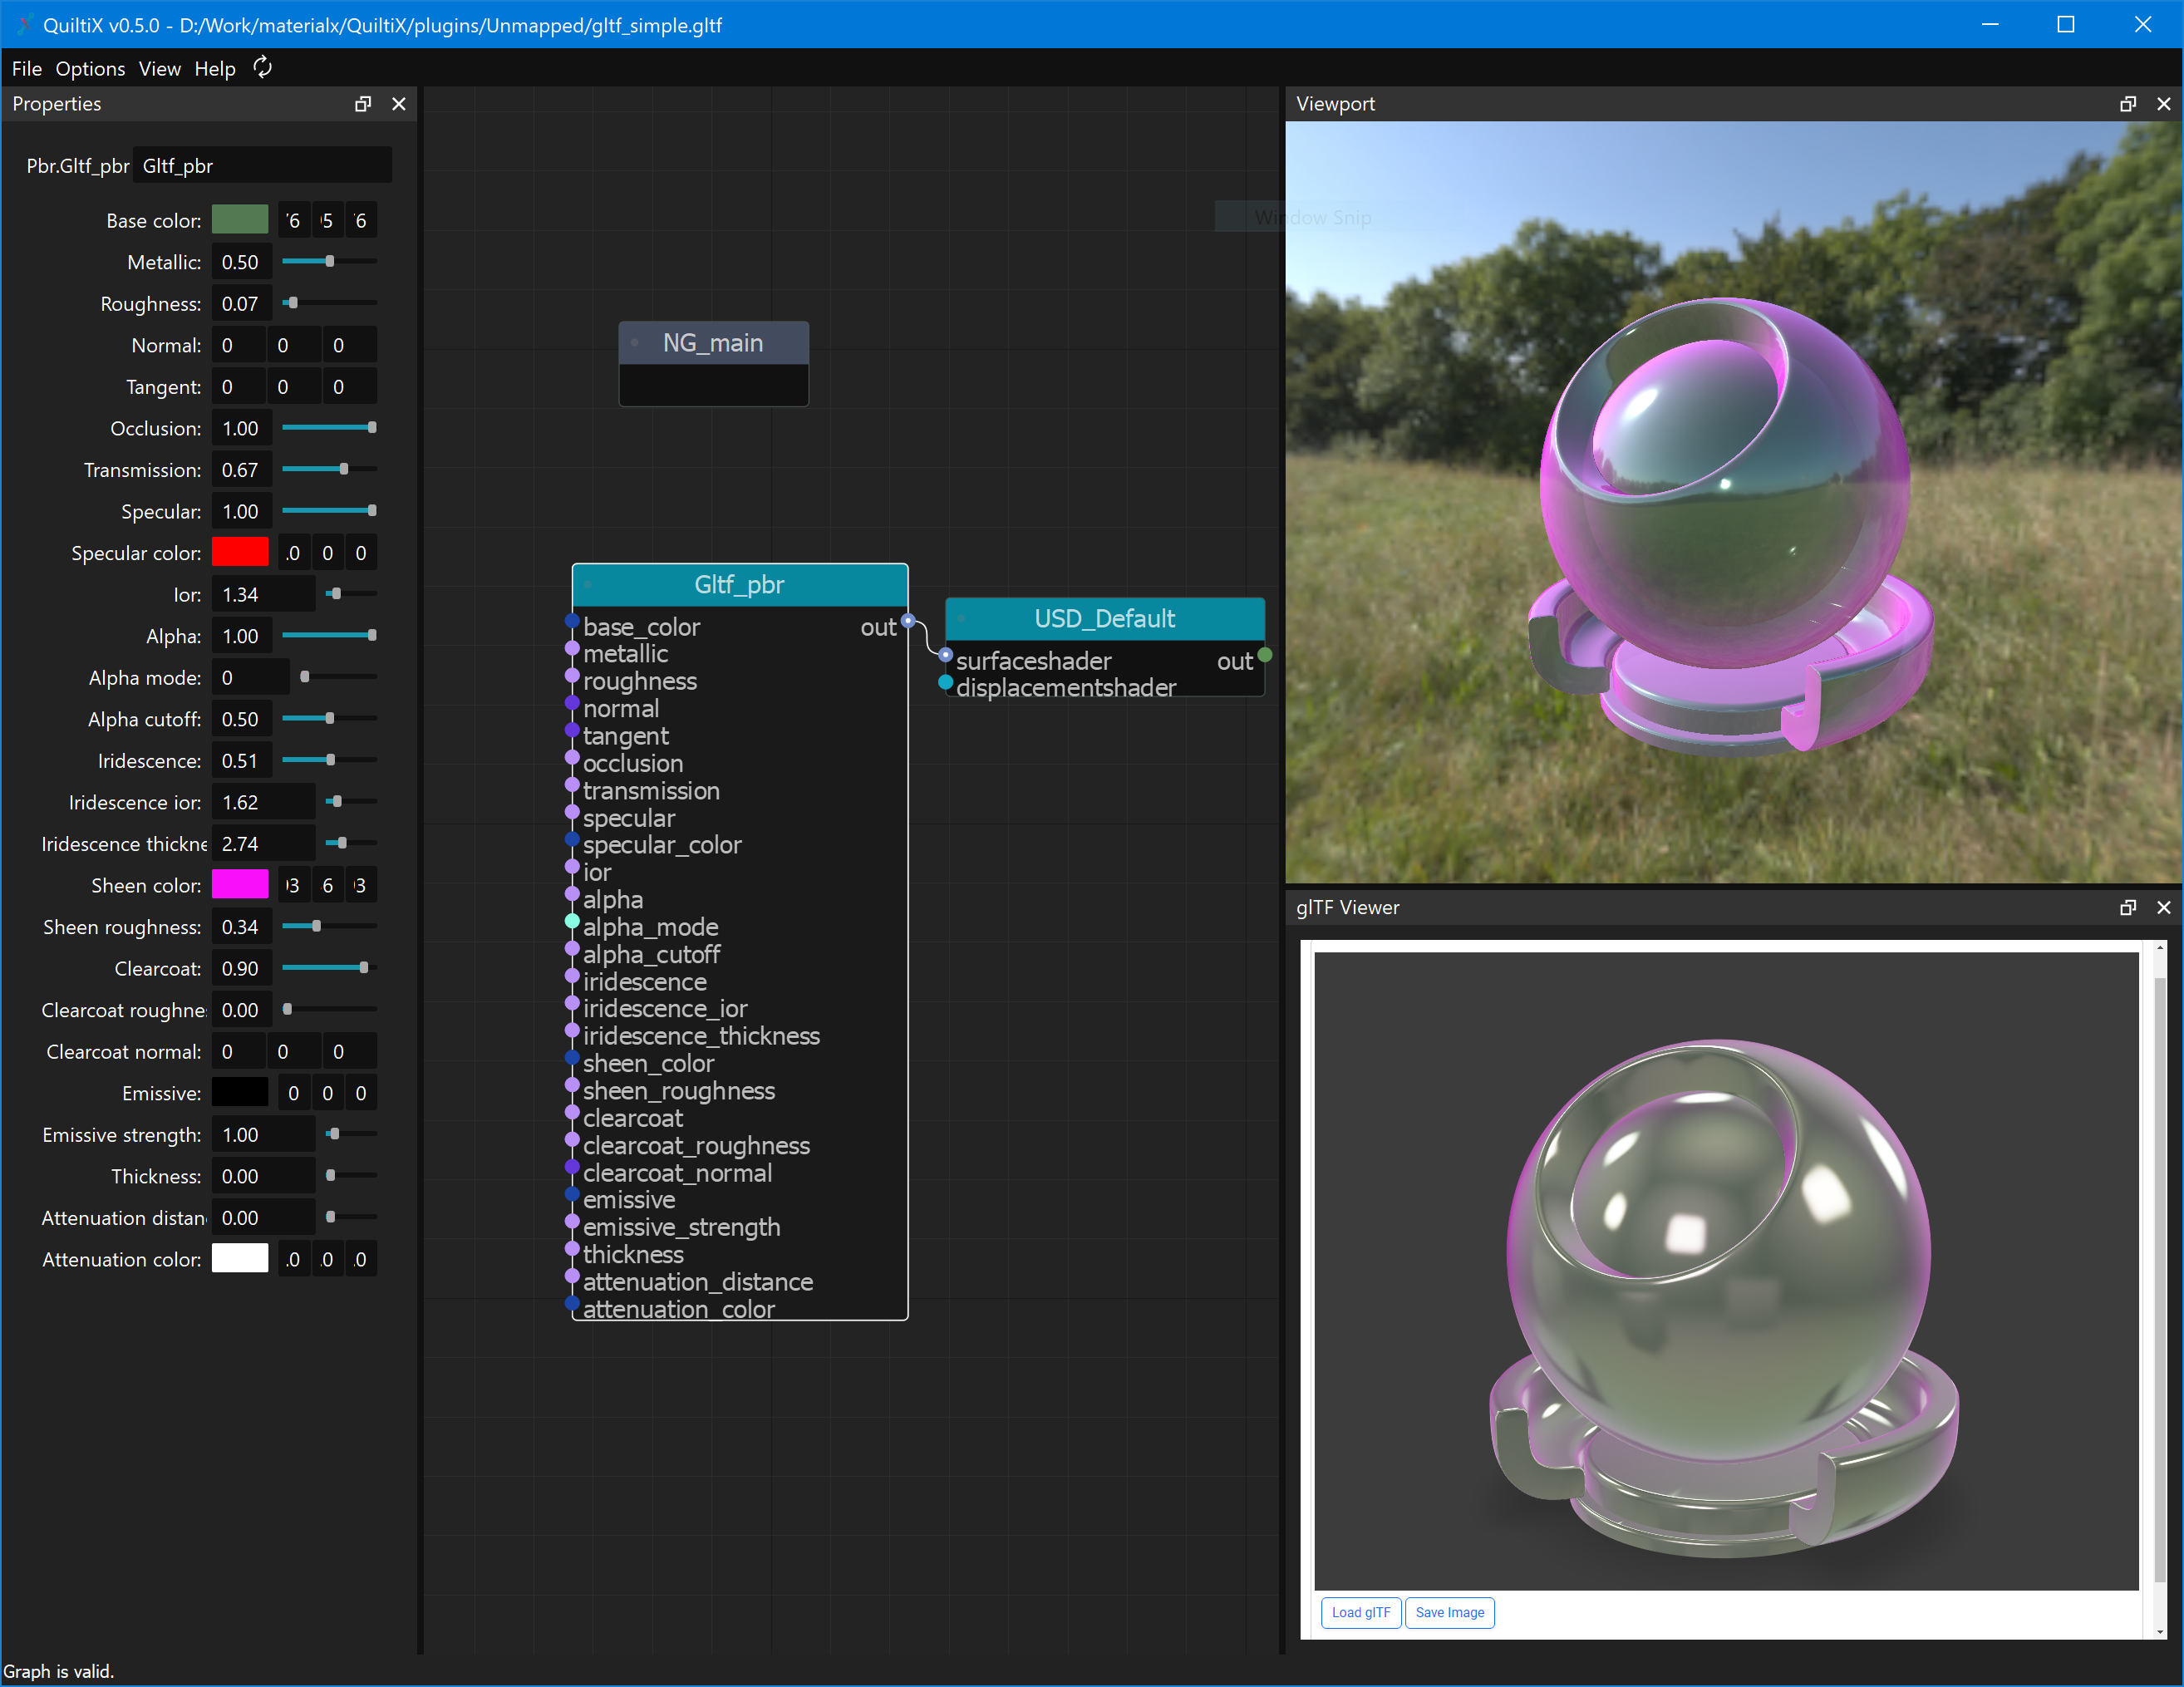 QuiltiX v0.5.0 - D:/Work/materialx/QuiltiX/plugins/Unmapped/gltf_simple.gltf
File Options View Help
Properties
Pbr.Gltf_pbr Gltf_pbr
Base color: '6 5 '6
Metallic: 0.50
Roughness: 0.07
Normal: 0 0 0
Tangent: 0 0 0
Occlusion: 1.00
Transmission: 0.67
Specular: 1.00
Specular color: .0 0 0
Ior: 1.34
Alpha: 1.00
Alpha mode: 0
Alpha cutoff: 0.50
Iridescence: 0.51
Iridescence ior: 1.62
Iridescence thickne 2.74
Sheen color: 3 6 3
Sheen roughness: 0.34
Clearcoat: 0.90
Clearcoat roughne 0.00
Clearcoat normal: 0 0 0
Emissive: 0 0 0
Emissive strength: 1.00
Thickness: 0.00
Attenuation distan 0.00
Attenuation color: .0 .0 .0
NG_main
Gltf_pbr
base_color out
metallic
roughness
normal
tangent
occlusion
transmission
specular
specular_color
ior
alpha
alpha_mode
alpha_cutoff
iridescence
iridescence_ior
iridescence_thickness
sheen_color
sheen_roughness
clearcoat
clearcoat_roughness
clearcoat_normal
emissive
emissive_strength
thickness
attenuation_distance
attenuation_color
USD_Default
surfaceshader out
displacementshader
Viewport
Window Snip
glTF Viewer
Load glTF Save Image
Graph is valid.